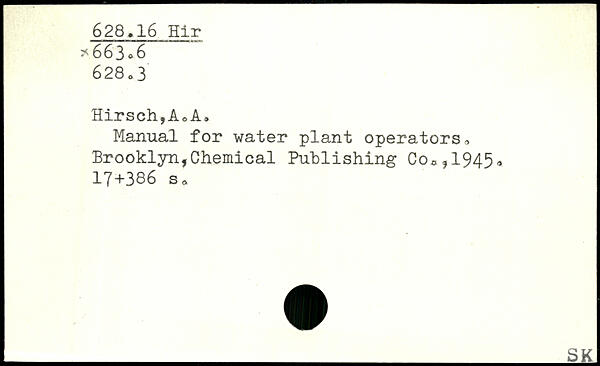 628.16 Hir
×663.6
628.3
Hirsch,A.A.
Manual for water plant operators.
Brooklyn,Chemical Publishing Co.,1945.
17+386 s.
SK